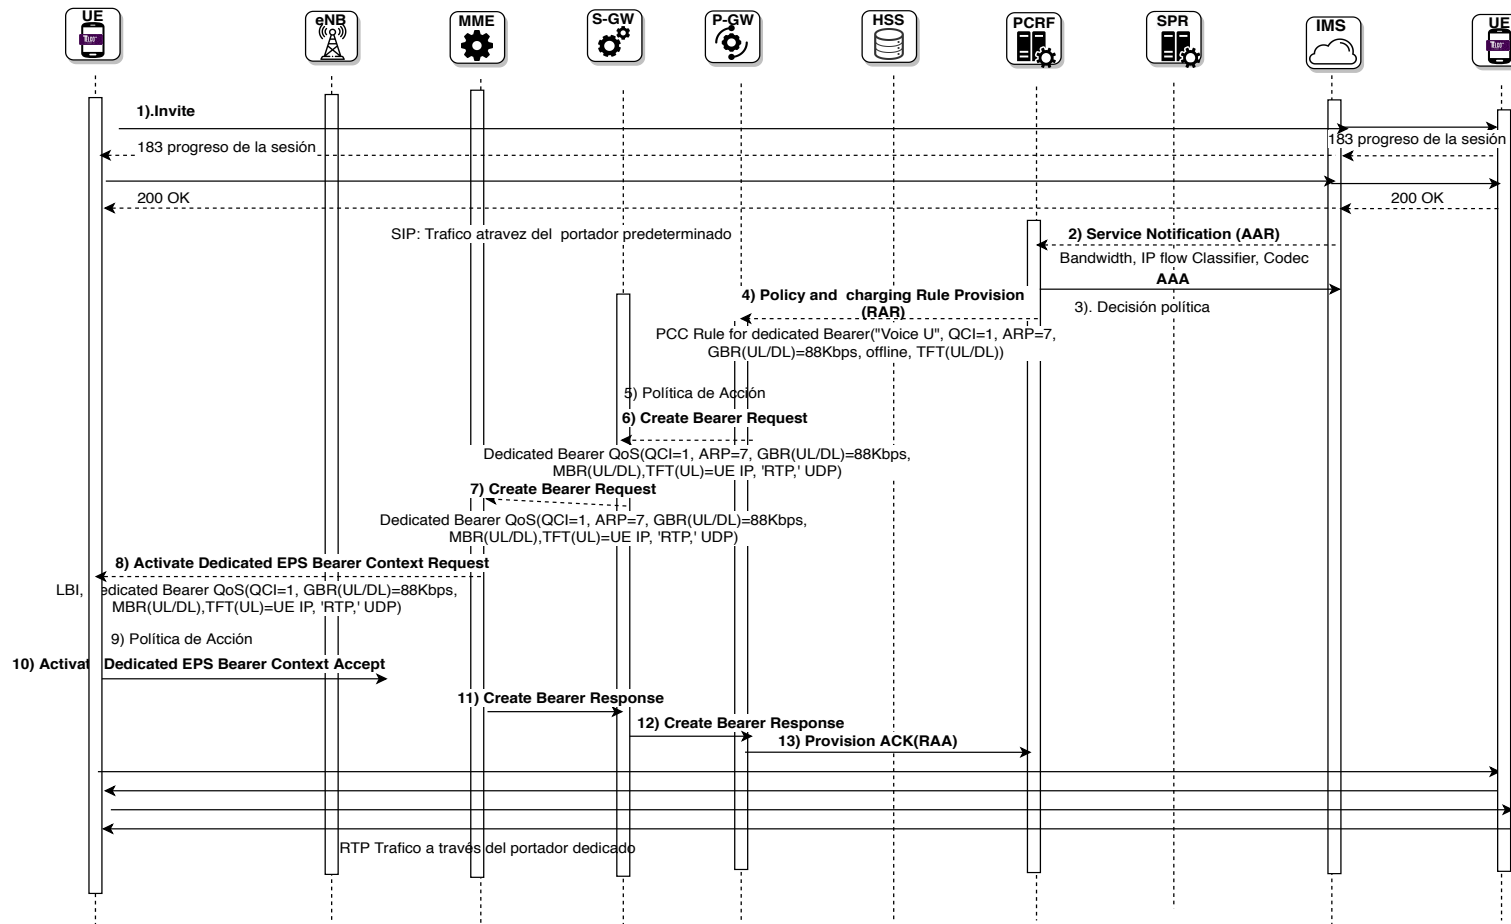 UE
eNB
MME
S-GW
P-GW
HSS
PCRF
SPR
IMS
UE
1).Invite
183 progreso de la sesión
183 progreso de la sesión
200 OK
200 OK
SIP: Trafico atravez del portador predeterminado
2) Service Notification (AAR)
Bandwidth, IP flow Classifier, Codec
AAA
3). Decisión política
4) Policy and charging Rule Provision
(RAR)
PCC Rule for dedicated Bearer("Voice U", QCI=1, ARP=7,
GBR(UL/DL)=88Kbps, offline, TFT(UL/DL))
5) Política de Acción
6) Create Bearer Request
Dedicated Bearer QoS(QCI=1, ARP=7, GBR(UL/DL)=88Kbps,
MBR(UL/DL),TFT(UL)=UE IP, 'RTP,' UDP)
7) Create Bearer Request
Dedicated Bearer QoS(QCI=1, ARP=7, GBR(UL/DL)=88Kbps,
MBR(UL/DL),TFT(UL)=UE IP, 'RTP,' UDP)
8) Activate Dedicated EPS Bearer Context Request
LBI, edicated Bearer QoS(QCI=1, GBR(UL/DL)=88Kbps,
MBR(UL/DL),TFT(UL)=UE IP, 'RTP,' UDP)
9) Política de Acción
10) Activat Dedicated EPS Bearer Context Accept
11) Create Bearer Response
12) Create Bearer Response
13) Provision ACK(RAA)
RTP Trafico a través del portador dedicado